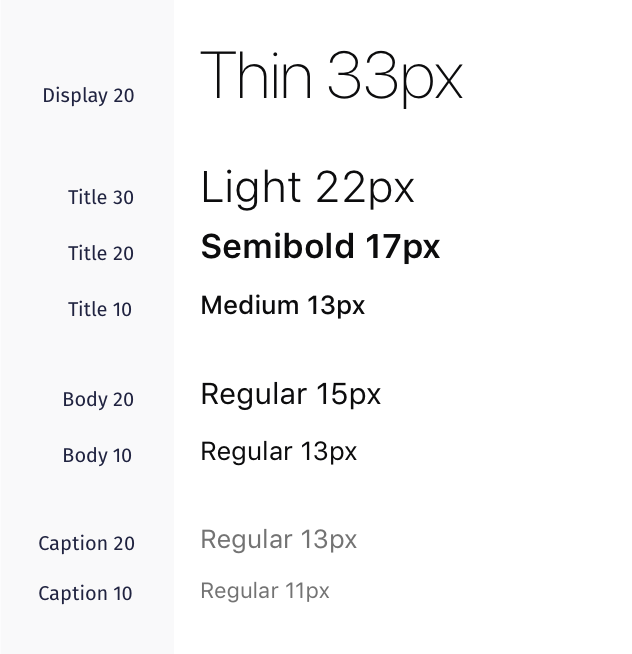 Display 20 Thin 33px
Title 30 Light 22px
Title 20 Semibold 17px
Title 10 Medium 13px
Body 20 Regular 15px
Body 10 Regular 13px
Caption 20 Regular 13px
Caption 10 Regular 11px